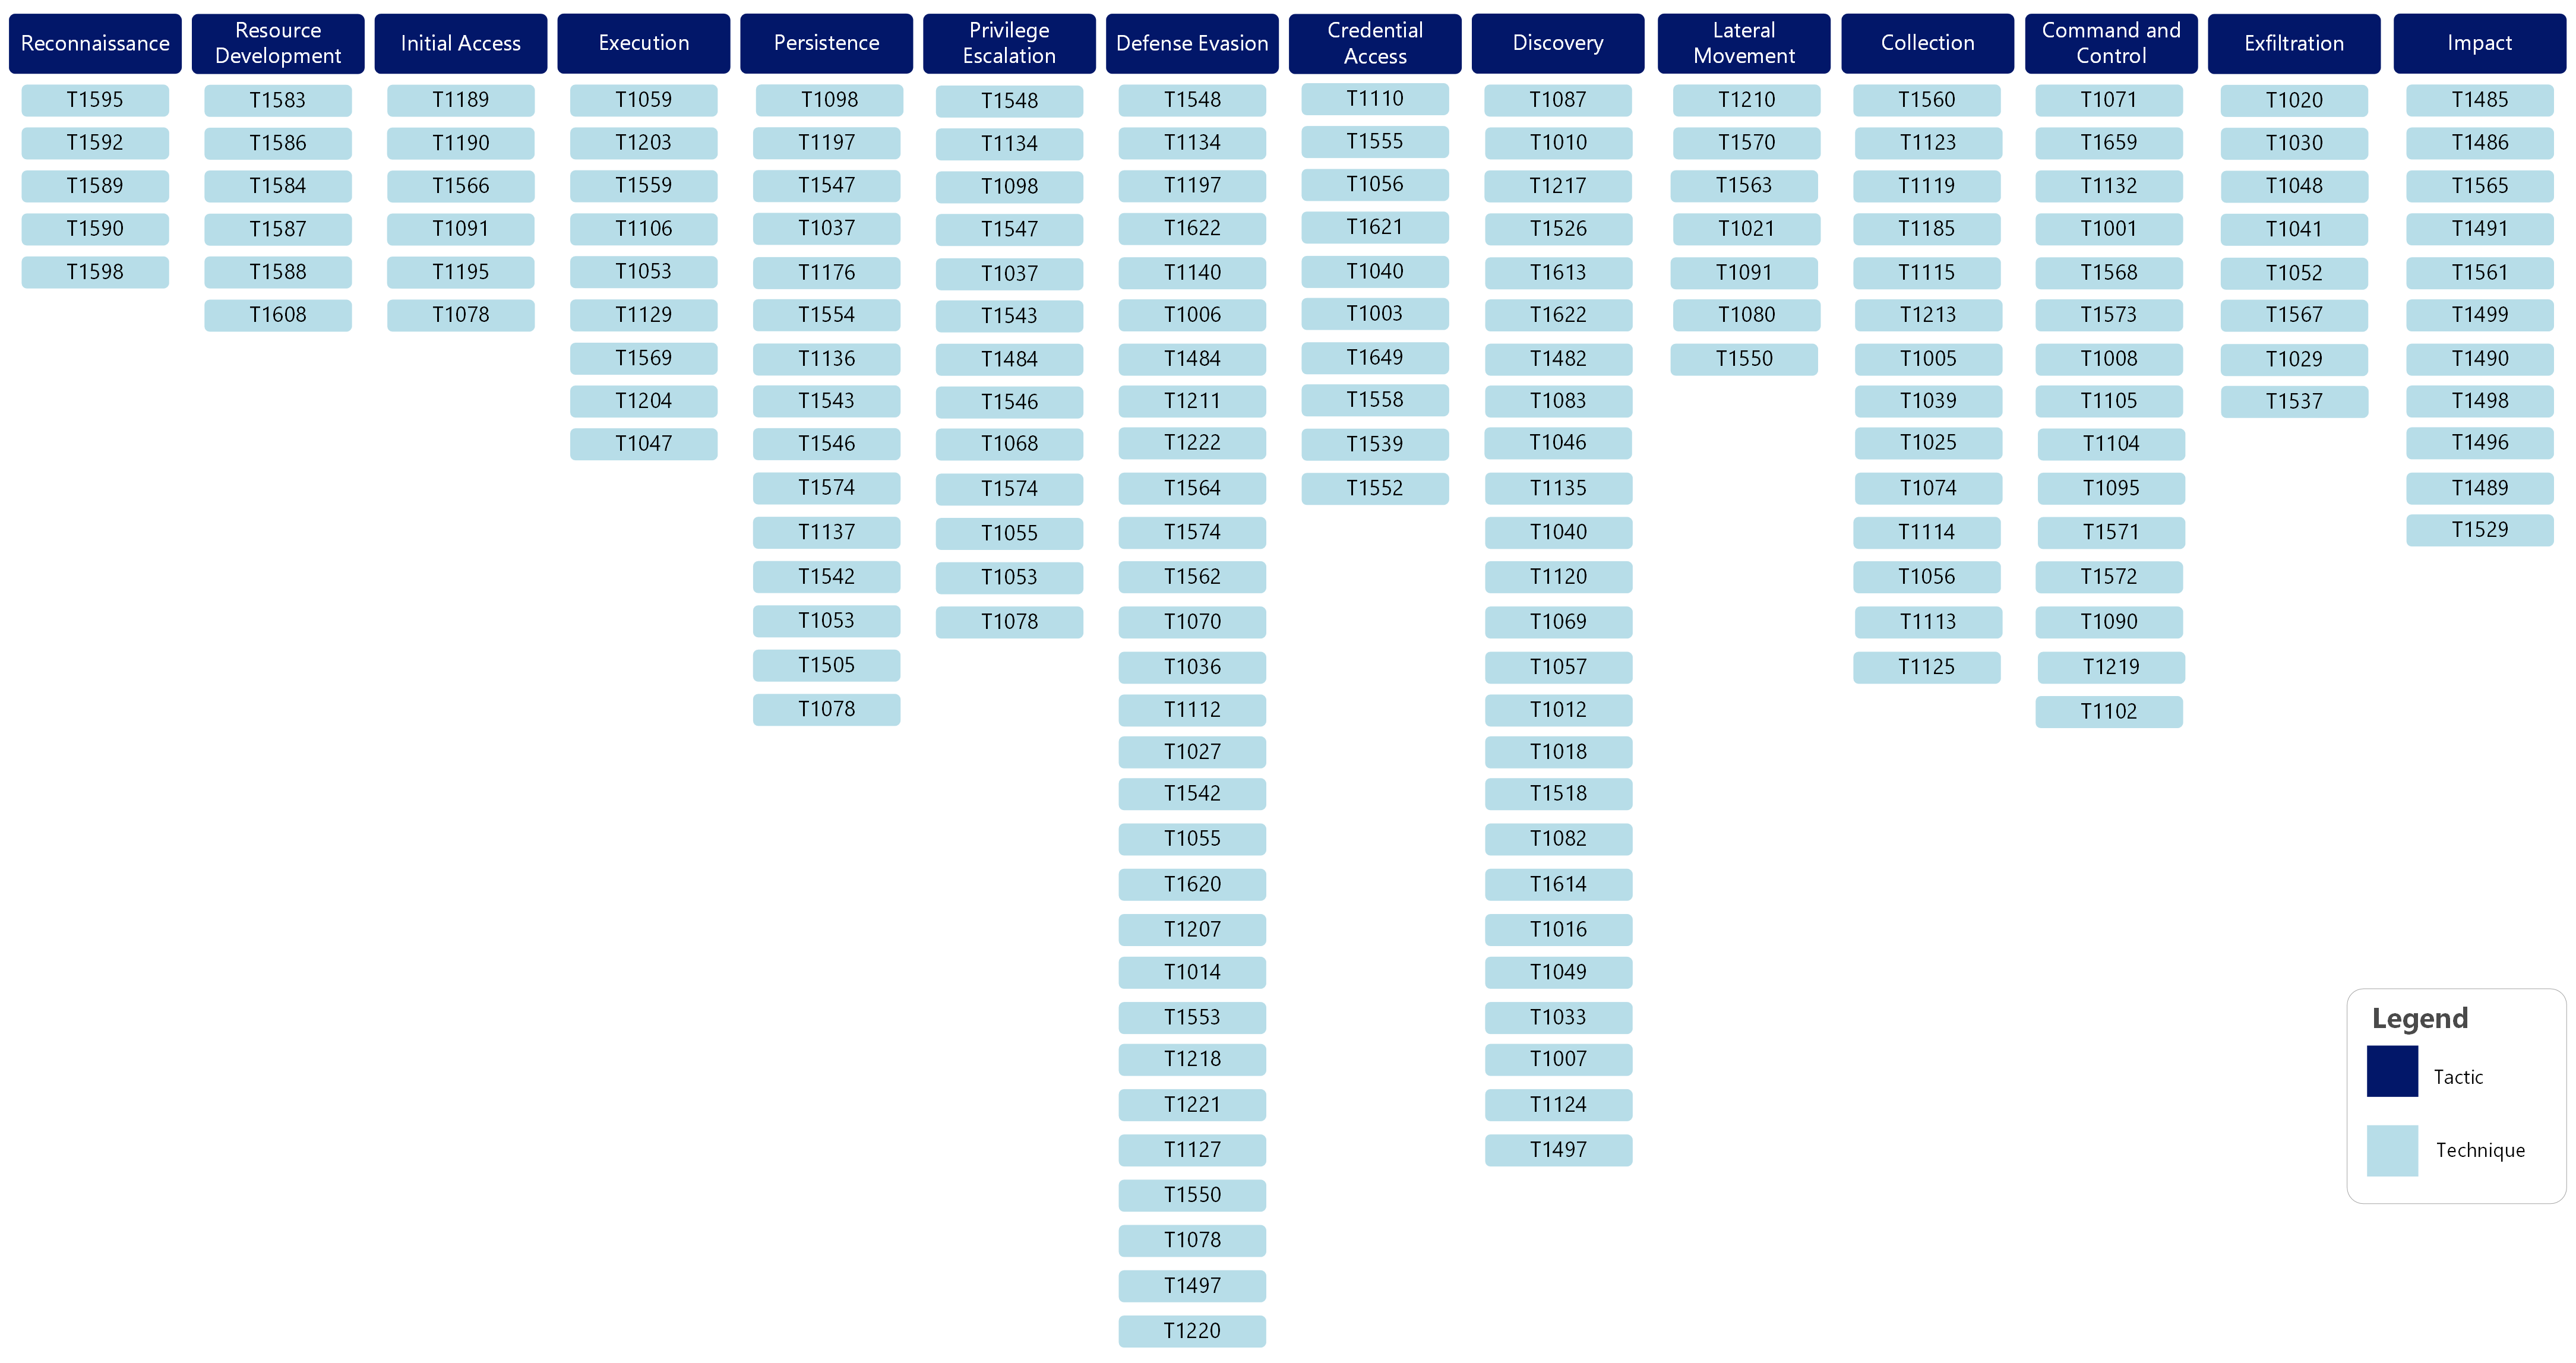 Reconnaissance
T1595
T1592
T1589
T1590
T1598
Resource
Development
T1583
T1586
T1584
T1587
T1588
T1608
Initial Access
T1189
T1190
T1566
T1091
T1195
T1078
Execution
T1059
T1203
T1559
T1106
T1053
T1129
T1569
T1204
T1047
Persistence
T1098
T1197
T1547
T1037
T1176
T1554
T1136
T1543
T1546
T1574
T1137
T1542
T1053
T1505
T1078
Privilege
Escalation
T1548
T1134
T1098
T1547
T1037
T1543
T1484
T1546
T1068
T1574
T1055
T1053
T1078
Defense Evasion
T1548
T1134
T1197
T1622
T1140
T1006
T1484
T1211
T1222
T1564
T1574
T1562
T1070
T1036
T1112
T1027
T1542
T1055
T1620
T1207
T1014
T1553
T1218
T1221
T1127
T1550
T1078
T1497
T1220
Credential
Access
T1110
T1555
T1056
T1621
T1040
T1003
T1649
T1558
T1539
T1552
Discovery
T1087
T1010
T1217
T1526
T1613
T1622
T1482
T1083
T1046
T1135
T1040
T1120
T1069
T1057
T1012
T1018
T1518
T1082
T1614
T1016
T1049
T1033
T1007
T1124
T1497
Lateral
Movement
T1210
T1570
T1563
T1021
T1091
T1080
T1550
Collection
T1560
T1123
T1119
T1185
T1115
T1213
T1005
T1039
T1025
T1074
T1114
T1056
T1113
T1125
Command and
Control
T1071
T1659
T1132
T1001
T1568
T1573
T1008
T1105
T1104
T1095
T1571
T1572
T1090
T1219
T1102
Exfiltration
T1020
T1030
T1048
T1041
T1052
T1567
T1029
T1537
Impact
T1485
T1486
T1565
T1491
T1561
T1499
T1490
T1498
T1496
T1489
T1529
Legend
Tactic
Technique